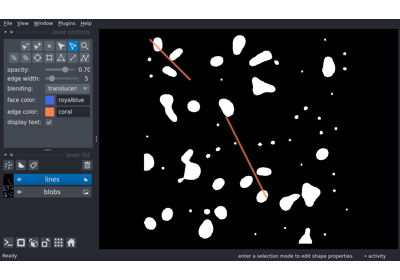 File View Window Plugins Help
layer controls
opacity: 0.70
edge width: 5
blending: translucen
face color: royalblue
edge color: coral
display text:
layer list
lines
blobs
Ready enter a selection mode to edit shape properties activity